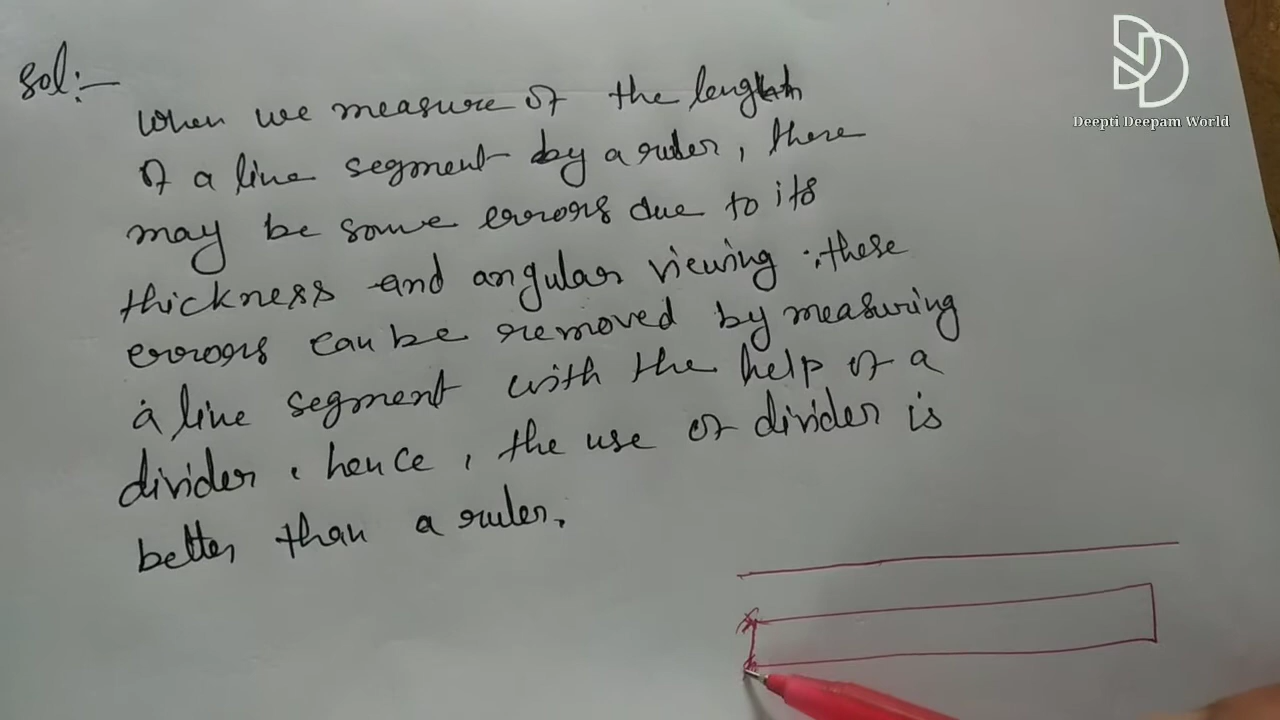 Sol:-
When we measure of the length
of a line segment by a ruler, there
may be some errors due to its
thickness and angular viewing. these
errors can be removed by measuring
a line segment with the help of a
divider. hence, the use of divider is
better than a ruler.
Deepti Deepam World